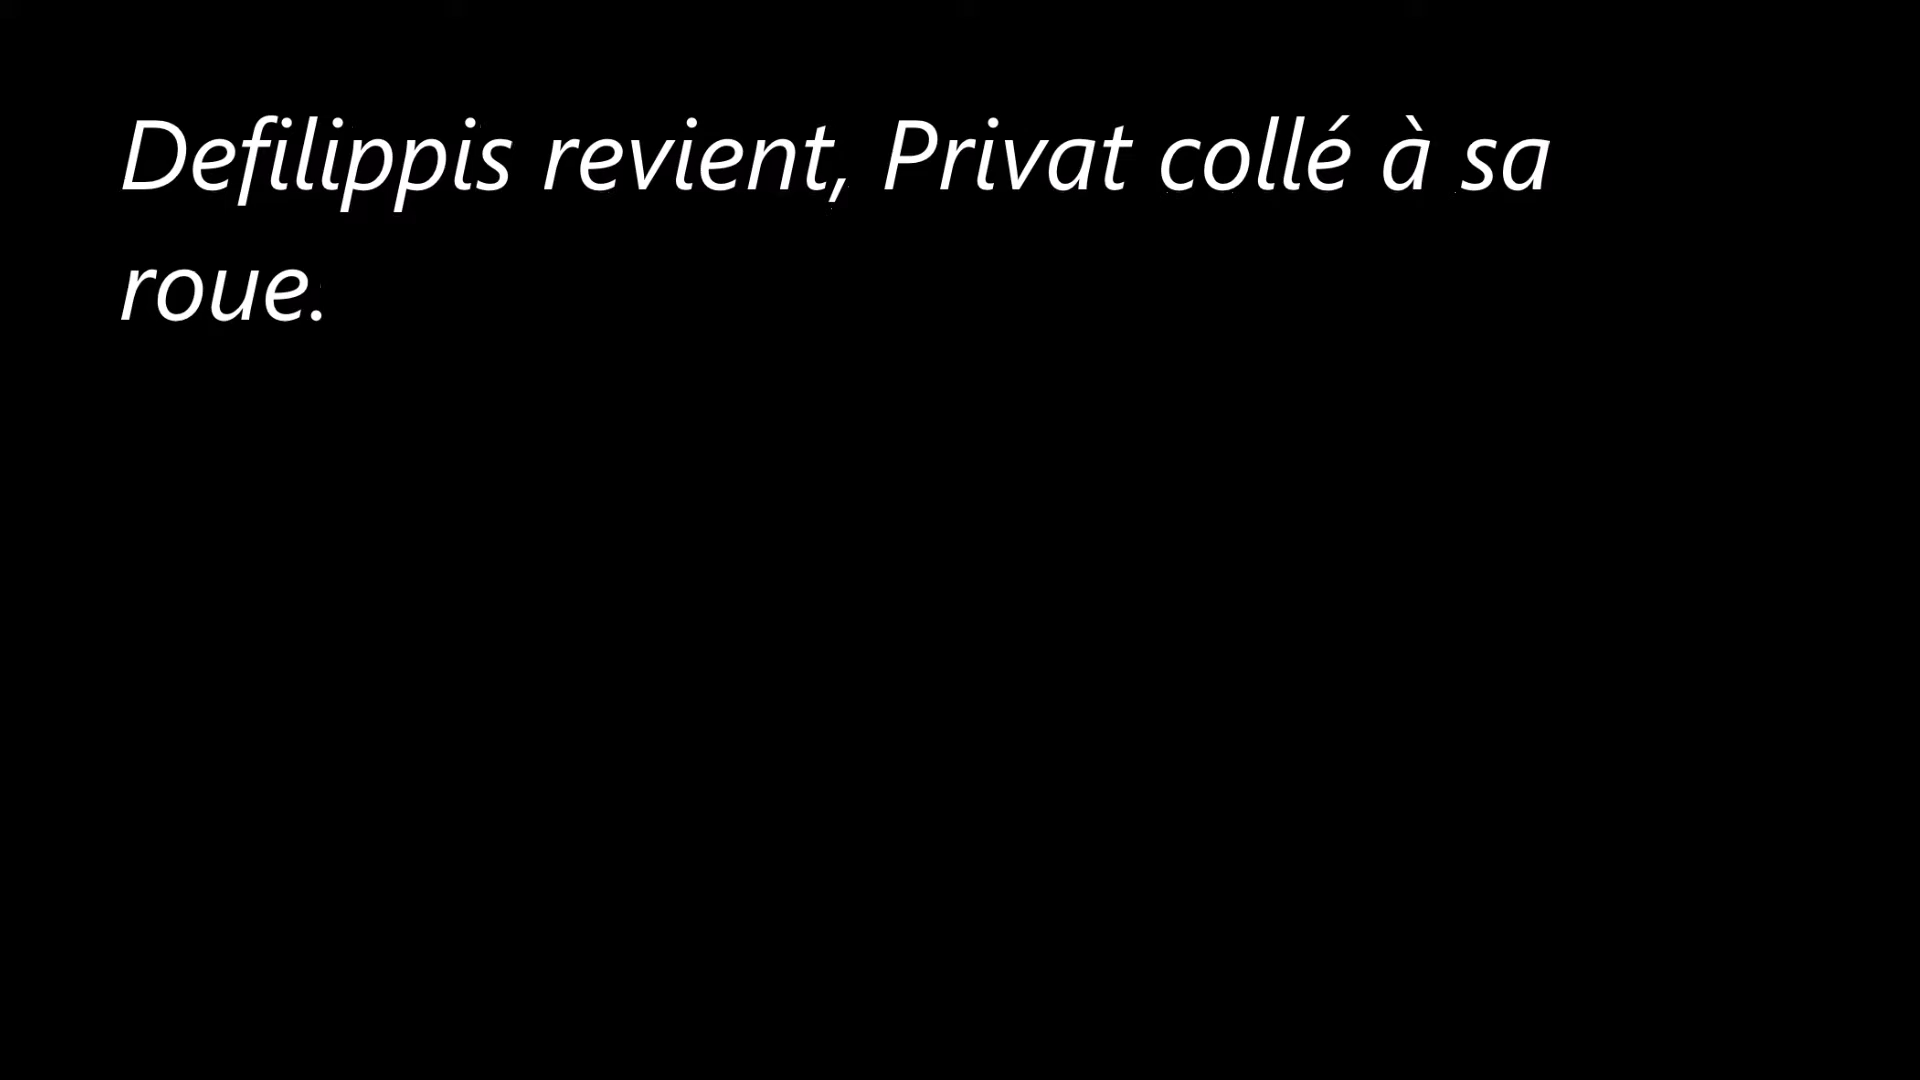 Defilippis revient, Privat collé à sa
roue.